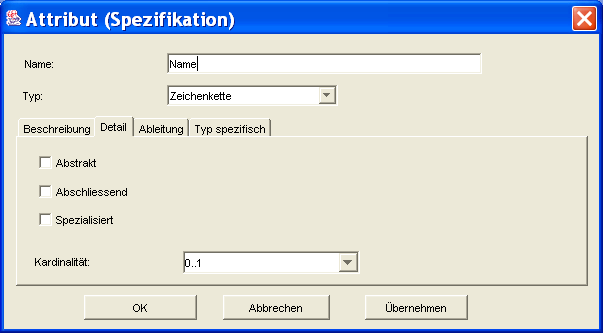 Attribut (Spezifikation)
Name: Name
Typ: Zeichenkette
Beschreibung Detail Ableitung Typ spezifisch
Abstrakt
Abschliessend
Spezialisiert
Kardinalität: 0..1
OK Abbrechen Übernehmen